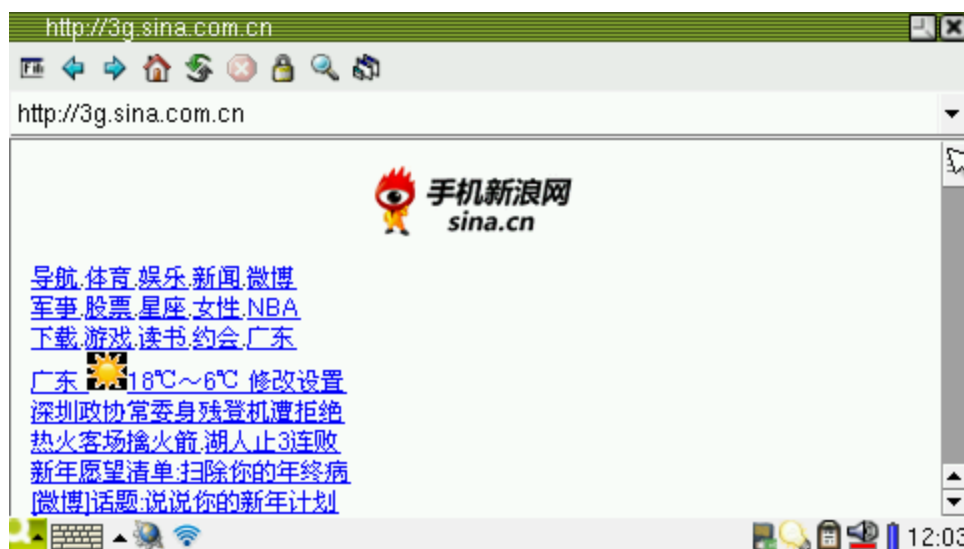 http://3g.sina.com.cn
http://3g.sina.com.cn
手机新浪网
sina.cn
导航.体育.娱乐.新闻.微博
军事.股票.星座.女性.NBA
下载.游戏.读书.约会.广东
广东 18℃~6℃ 修改设置
深圳政协常委身残登机遭拒绝
热火客场擒火箭.湖人止3连败
新年愿望清单:扫除你的年终病
[微博]话题:说说你的新年计划
12:03